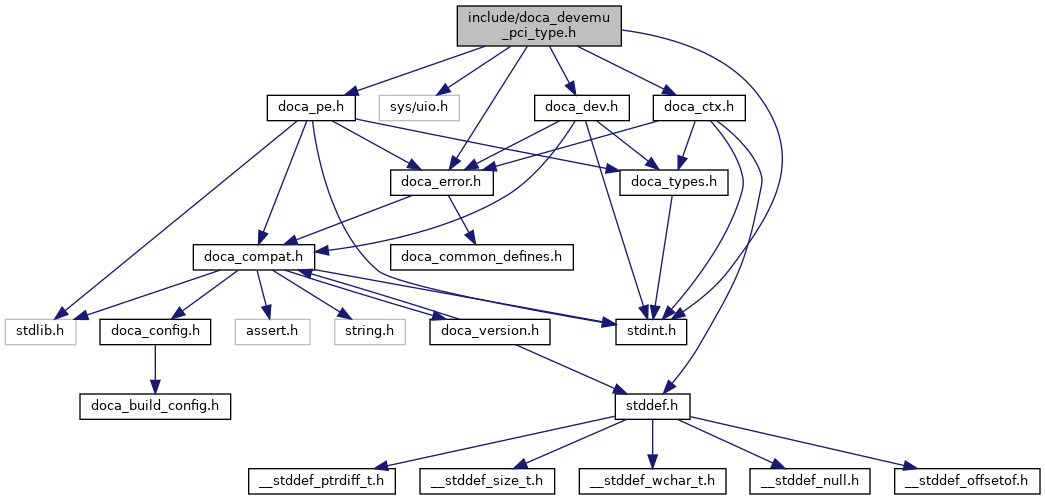 include/doca_devemu
_pci_type.h
doca_pe.h
sys/uio.h
doca_dev.h
doca_ctx.h
doca_error.h
doca_types.h
doca_compat.h
doca_common_defines.h
stdlib.h
doca_config.h
assert.h
string.h
doca_version.h
stdint.h
doca_build_config.h
stddef.h
__stddef_ptrdiff_t.h
__stddef_size_t.h
__stddef_wchar_t.h
__stddef_null.h
__stddef_offsetof.h